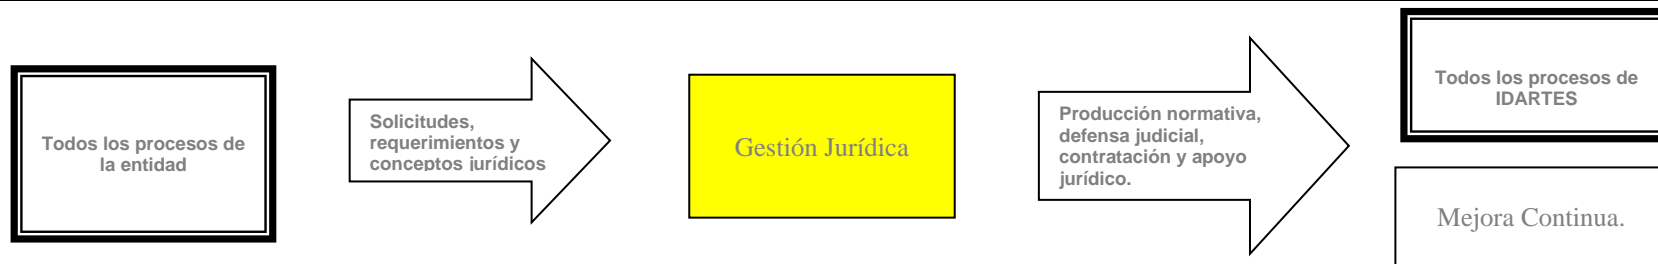 Todos los procesos de
la entidad
Solicitudes,
requerimientos y
conceptos jurídicos
Gestión Jurídica
Producción normativa,
defensa judicial,
contratación y apoyo
jurídico.
Todos los procesos de
IDARTES
Mejora Continua.